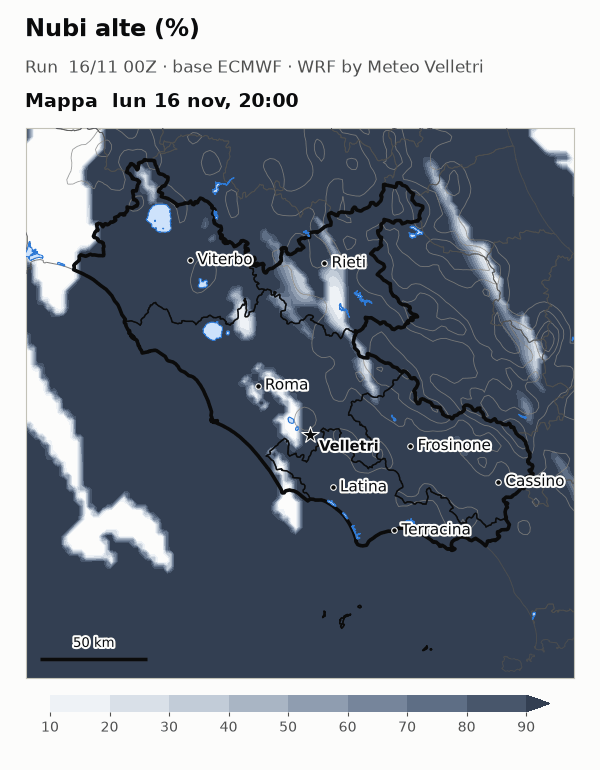 Nubi alte (%)
Run  16/11 00Z · base ECMWF · WRF by Meteo Velletri
Mappa  lun 16 nov, 20:00
Viterbo
Rieti
Roma
Velletri
Frosinone
Cassino
Latina
Terracina
50 km
10 20 30 40 50 60 70 80 90